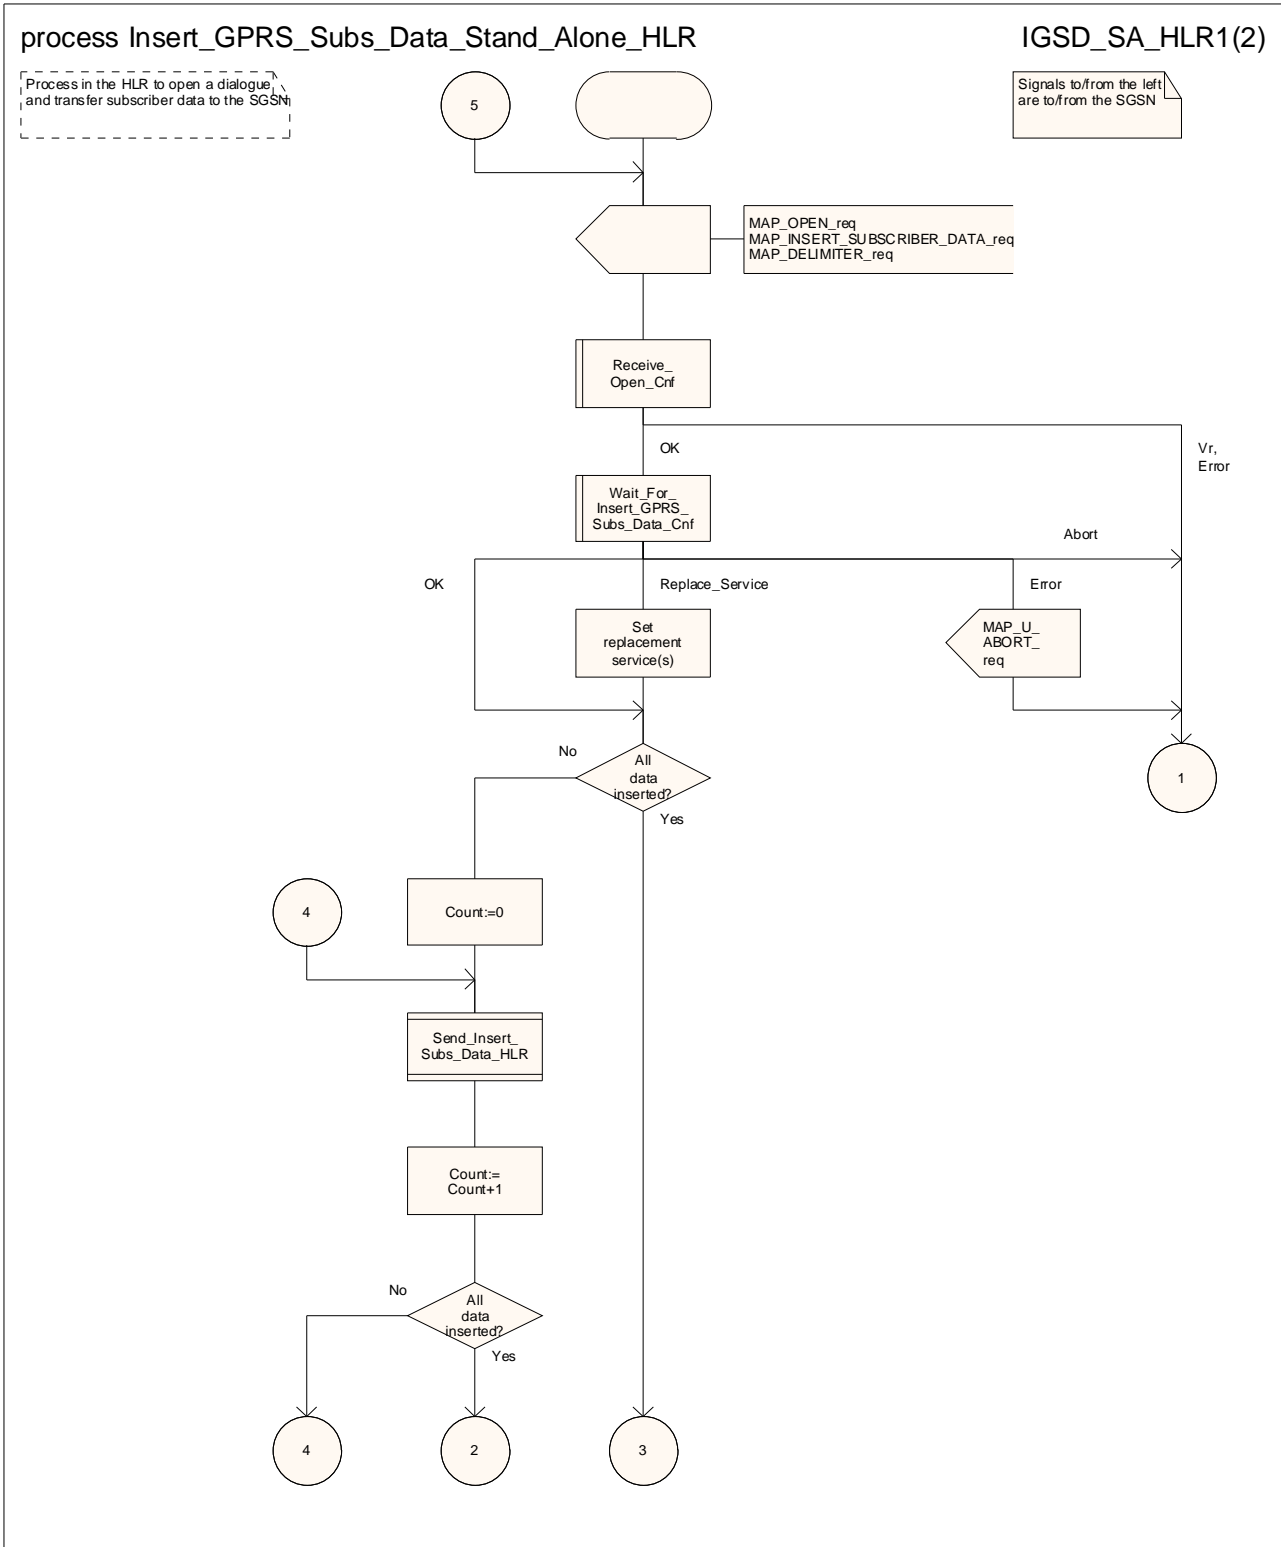 process Insert_GPRS_Subs_Data_Stand_Alone_HLR
IGSD_SA_HLR1(2)
Process in the HLR to open a dialogue
and transfer subscriber data to the SGSN
5
Signals to/from the left
are to/from the SGSN
MAP_OPEN_req
MAP_INSERT_SUBSCRIBER_DATA_req
MAP_DELIMITER_req
Receive_
Open_Cnf
OK
Vr,
Error
Wait_For_
Insert_GPRS_
Subs_Data_Cnf
Abort
OK
Replace_Service
Error
Set
replacement
service(s)
MAP_U_
ABORT_
req
No
All
data
inserted?
Yes
1
4
Count:=0
Send_Insert_
Subs_Data_HLR
Count:=
Count+1
No
All
data
inserted?
Yes
4
2
3